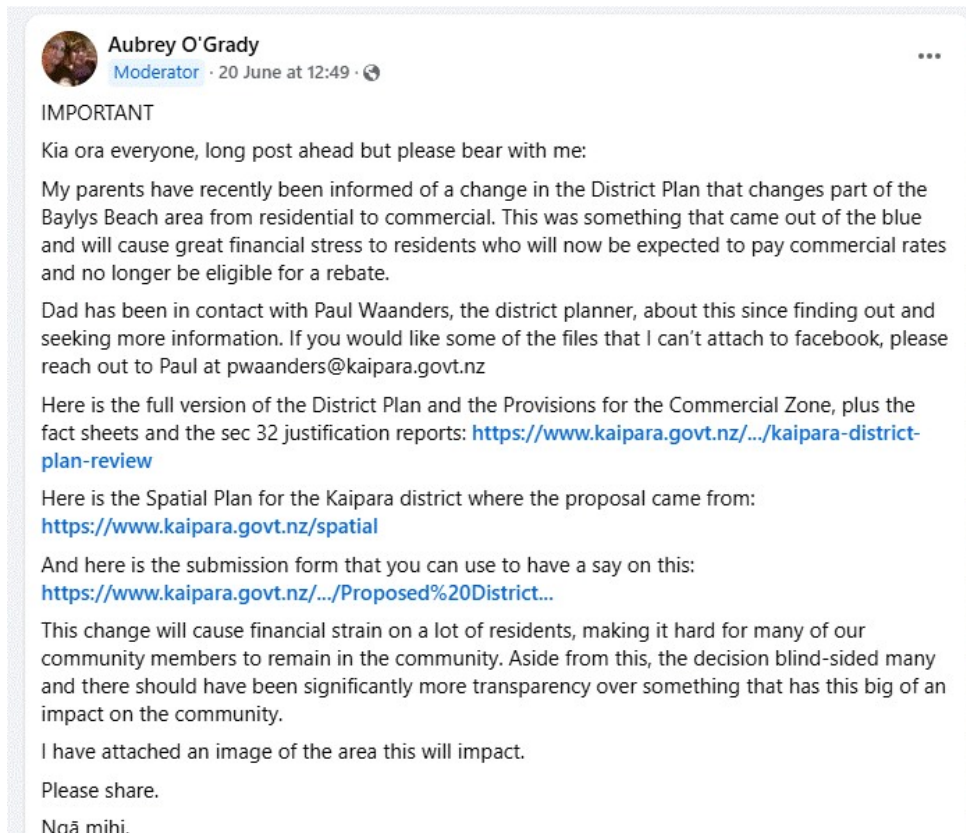 Aubrey O'Grady
Moderator · 20 June at 12:49 ·
IMPORTANT
Kia ora everyone, long post ahead but please bear with me:
My parents have recently been informed of a change in the District Plan that changes part of the
Baylys Beach area from residential to commercial. This was something that came out of the blue
and will cause great financial stress to residents who will now be expected to pay commercial rates
and no longer be eligible for a rebate.
Dad has been in contact with Paul Waanders, the district planner, about this since finding out and
seeking more information. If you would like some of the files that I can't attach to facebook, please
reach out to Paul at pwaanders@kaipara.govt.nz
Here is the full version of the District Plan and the Provisions for the Commercial Zone, plus the
fact sheets and the sec 32 justification reports: https://www.kaipara.govt.nz/.../kaipara-district-
plan-review
Here is the Spatial Plan for the Kaipara district where the proposal came from:
https://www.kaipara.govt.nz/spatial
And here is the submission form that you can use to have a say on this:
https://www.kaipara.govt.nz/.../Proposed%20District...
This change will cause financial strain on a lot of residents, making it hard for many of our
community members to remain in the community. Aside from this, the decision blind-sided many
and there should have been significantly more transparency over something that has this big of an
impact on the community.
I have attached an image of the area this will impact.
Please share.
Ngā mihi,